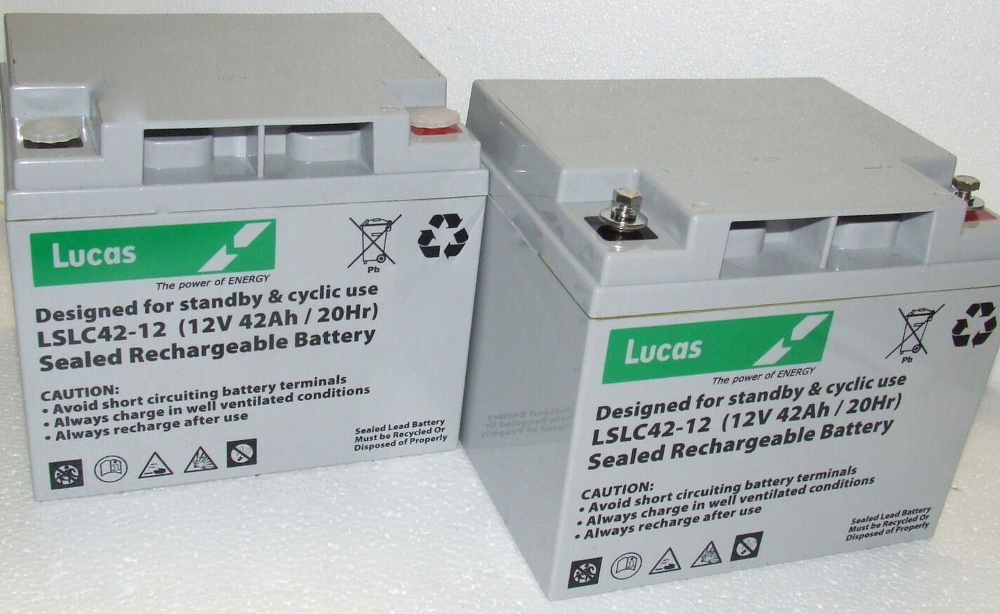 Lucas
The power of ENERGY
Pb
Designed for standby & cyclic use
LSLC42-12 (12V 42Ah / 20Hr)
Sealed Rechargeable Battery
CAUTION:
• Avoid short circuiting battery terminals
• Always charge in well ventilated conditions
• Always recharge after use
Sealed Lead Battery
Must be Recycled Or
Disposed of Properly
Lucas
The power of ENERGY
Pb
Designed for standby & cyclic use
LSLC42-12 (12V 42Ah / 20Hr)
Sealed Rechargeable Battery
CAUTION:
• Avoid short circuiting battery terminals
• Always charge in well ventilated conditions
• Always recharge after use
Sealed Lead Battery
Must be Recycled Or
Disposed of Properly